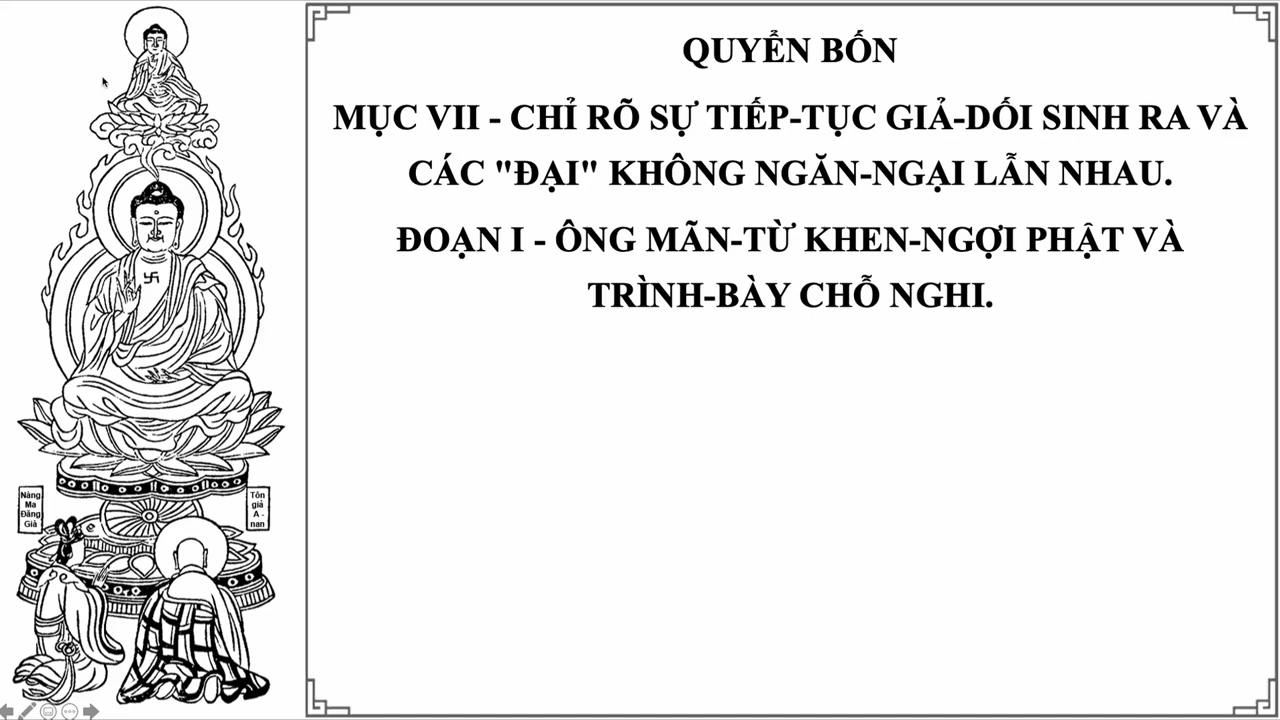 QUYỂN BỐN
MỤC VII - CHỈ RÕ SỰ TIẾP-TỤC GIẢ-DỐI SINH RA VÀ
CÁC "ĐẠI" KHÔNG NGĂN-NGẠI LẪN NHAU.
ĐOẠN I - ÔNG MÃN-TỪ KHEN-NGỢI PHẬT VÀ
TRÌNH-BÀY CHỖ NGHI.
Nàng
Ma
Đăng
Già
Tôn
giả
A -
nan